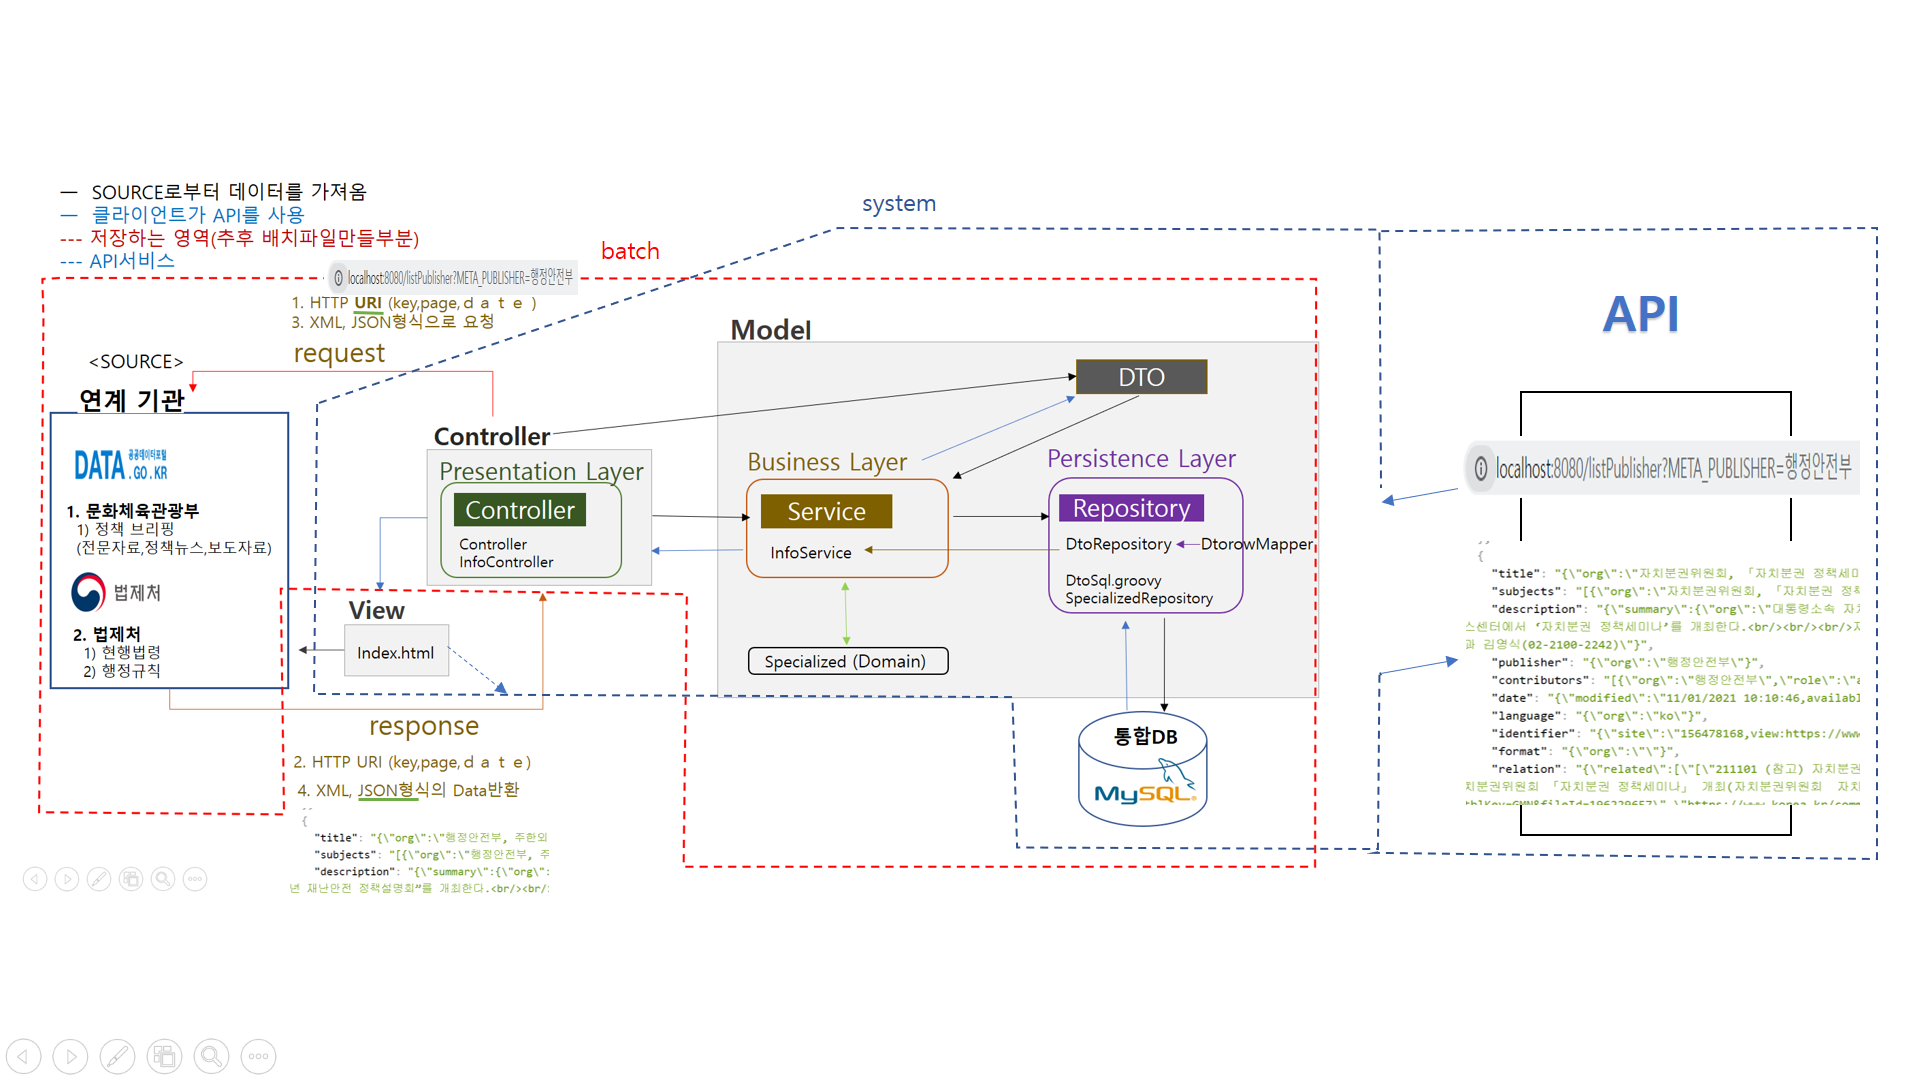 — SOURCE로부터 데이터를 가져옴
— 클라이언트가 API를 사용
--- 저장하는 영역(추후 배치파일만들부분)
--- API서비스
system
batch
localhost:8080/listPublisher?META_PUBLISHER=행정안전부
1. HTTP URI (key,page,ｄａｔｅ)
3. XML, JSON형식으로 요청
request
<SOURCE>
연계 기관
DATA 공공데이터포털
.GO.KR
1. 문화체육관광부
1) 정책 브리핑
(전문자료,정책뉴스,보도자료)
법제처
2. 법제처
1) 현행법령
2) 행정규칙
Controller
Presentation Layer
Controller
Controller
InfoController
View
Index.html
response
2. HTTP URI (key,page,ｄａｔｅ)
4. XML, JSON형식의 Data반환
{
"title": "{\"org\":\"행정안전부, 주한외
"subjects": "[{\"org\":\"행정안전부, 주
"description": "{\"summary\":{\"org\":
년 재난안전 정책설명회”를 개최한다.<br/><br/>
Model
DTO
Business Layer
Service
InfoService
Specialized (Domain)
Persistence Layer
Repository
DtoRepository
DtorowMapper
DtoSql.groovy
SpecializedRepository
통합DB
MySQL
API
localhost:8080/listPublisher?META_PUBLISHER=행정안전부
{
"title": "{\"org\":\"자치분권위원회, 「자치분권 정책세미
"subjects": "[{\"org\":\"자치분권위원회, 「자치분권 정책
"description": "{\"summary\":{\"org\":\"대통령소속 자치
스센터에서 ‘자치분권 정책세미나’를 개최한다.<br/><br/><br/>자
과 김영식(02-2100-2242)\"}",
"publisher": "{\"org\":\"행정안전부\"}",
"contributors": "[{\"org\":\"행정안전부\",\"role\":\"a
"date": "{\"modified\":\"11/01/2021 10:10:46,availabl
"language": "{\"org\":\"ko\"}",
"identifier": "{\"site\":\"156478168,view:https://www
"format": "{\"org\":\"\"}",
"relation": "{\"related\":[\"[\"211101 (참고) 자치분권
치분권위원회 「자치분권 정책세미나」 개최(자치분권위원회 자치